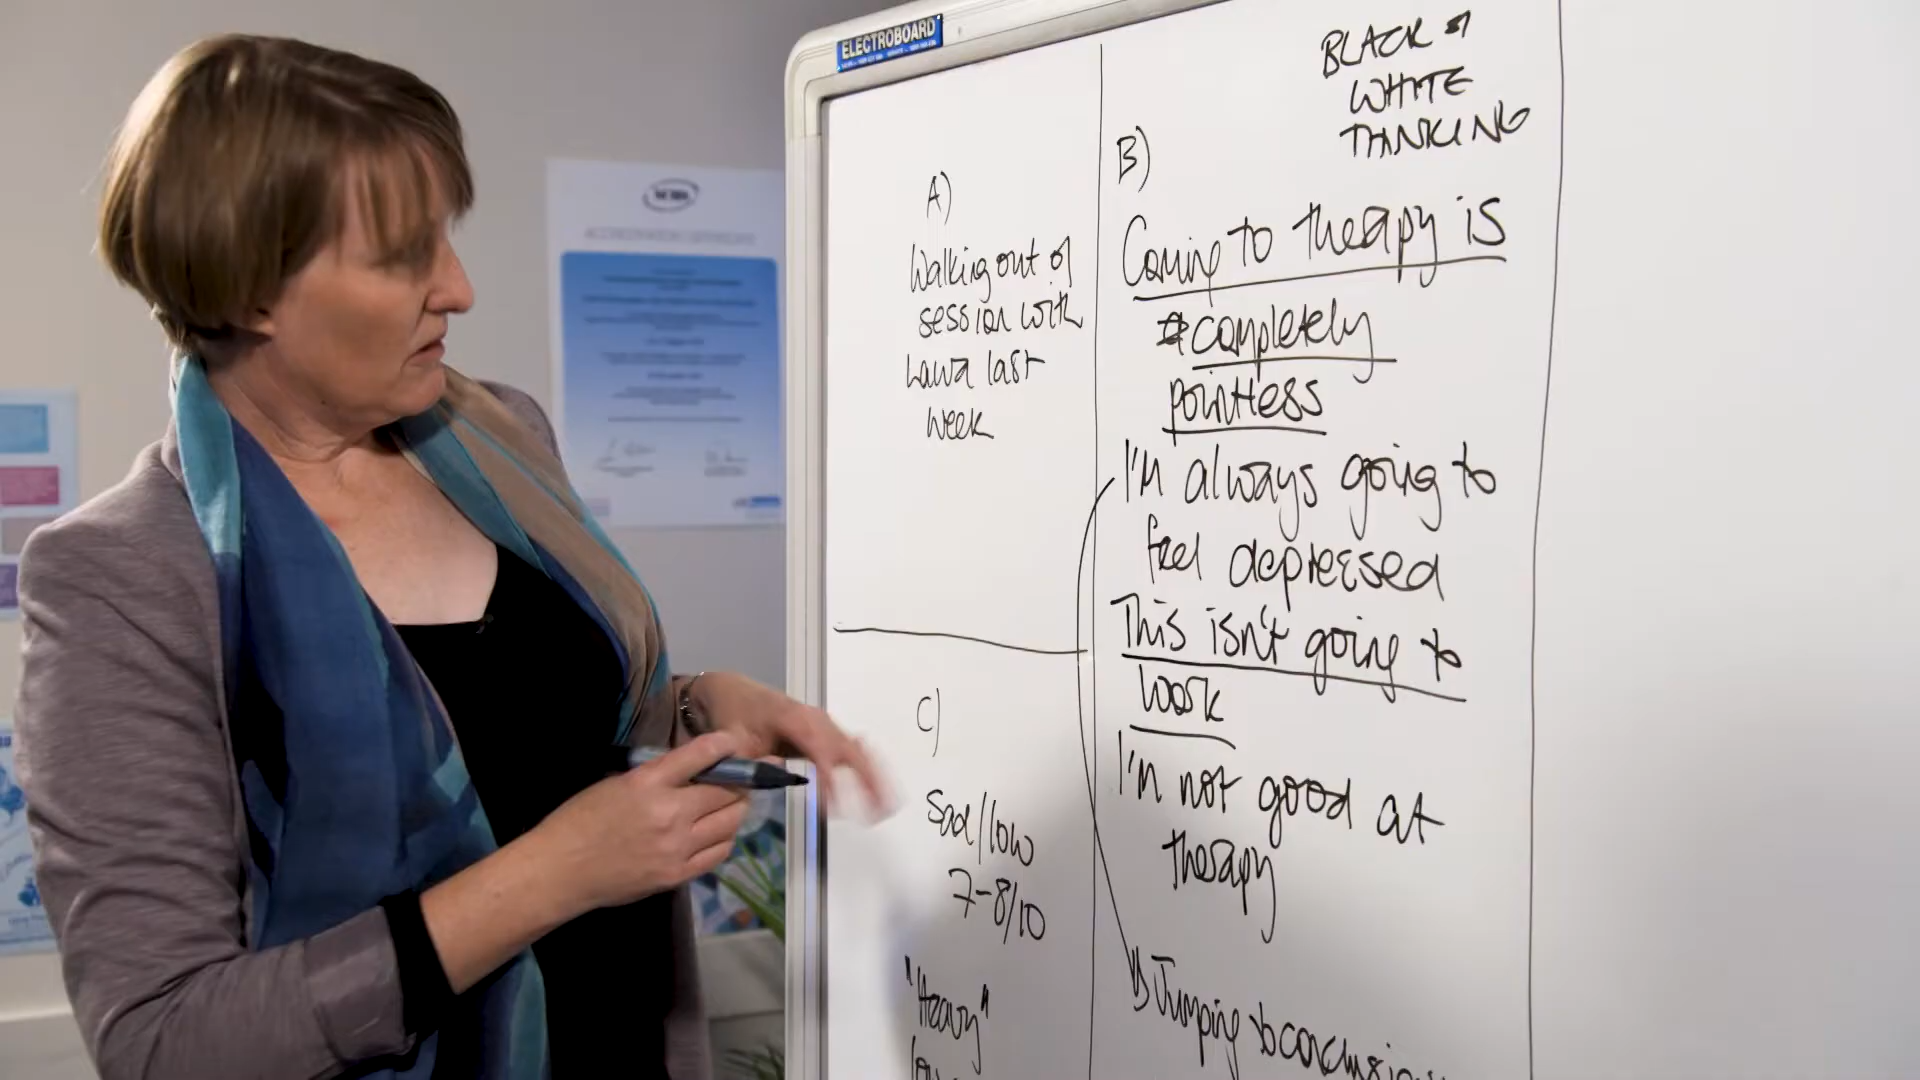 ELECTROBOARD
A)
Walking out of
session with
Laura last
week
C)
Sad/low
7-8/10
"Heavy"
BLACK &
WHITE
THINKING
B)
Coming to therapy is
completely
pointless
I'm always going to
feel depressed
This isn't going to
work
I'm not good at
therapy
Jumping to conclusions